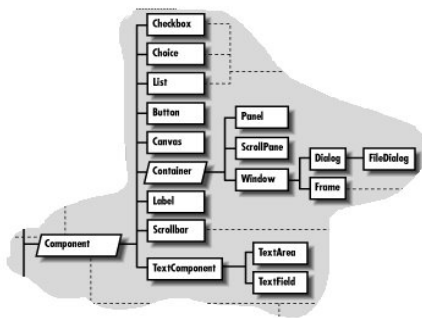 Checkbox
Choice
List
Button
Canvas
Container
Label
Scrollbar
TextComponent
Component
Panel
ScrollPane
Window
Dialog
FileDialog
Frame
TextArea
TextField